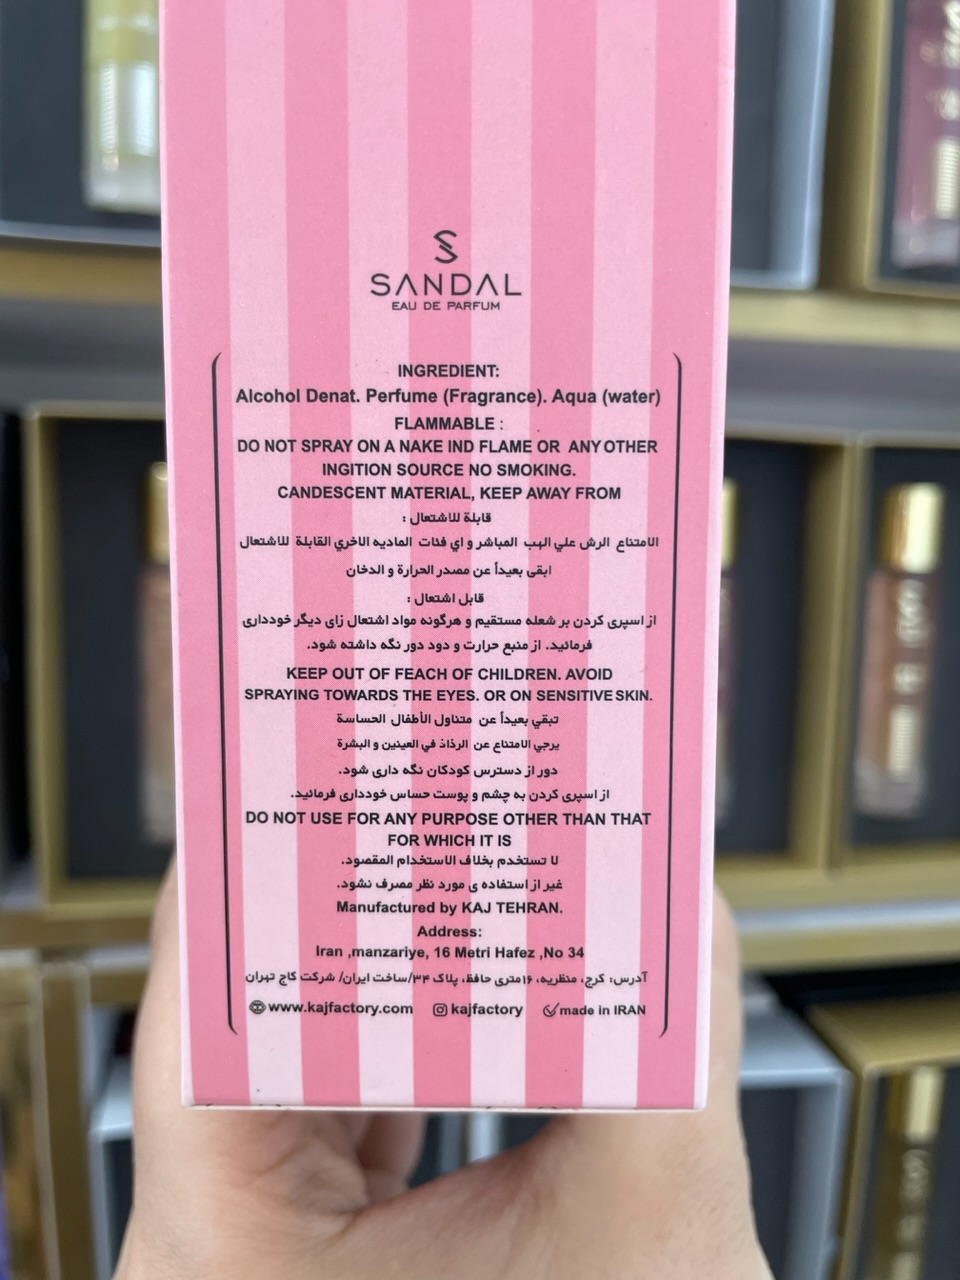 SANDAL
EAU DE PARFUM
INGREDIENT:
Alcohol Denat. Perfume (Fragrance). Aqua (water)
FLAMMABLE :
DO NOT SPRAY ON A NAKE IND FLAME OR ANY OTHER
INGITION SOURCE NO SMOKING.
CANDESCENT MATERIAL, KEEP AWAY FROM
قابلة للاشتعال :
الامتناع الرش علي الهب المباشر و اي فئات الماديه الاخري القابلة للاشتعال
ابقى بعيداً عن مصدر الحرارة و الدخان
قابل اشتعال :
از اسپری کردن بر شعله مستقیم و هرگونه مواد اشتعال زای دیگر خودداری
فرمائید. از منبع حرارت و دود دور نگه داشته شود.
KEEP OUT OF FEACH OF CHILDREN. AVOID
SPRAYING TOWARDS THE EYES. OR ON SENSITIVE SKIN.
تبقي بعيداً عن متناول الأطفال الحساسة
يرجي الامتناع عن الرذاذ في العينين و البشرة
دور از دسترس کودکان نگه داری شود.
از اسپری کردن به چشم و پوست حساس خودداری فرمائید.
DO NOT USE FOR ANY PURPOSE OTHER THAN THAT
FOR WHICH IT IS
لا تستخدم بخلاف الاستخدام المقصود.
غیر از استفاده ی مورد نظر مصرف نشود.
Manufactured by KAJ TEHRAN.
Address:
Iran ,manzariye, 16 Metri Hafez ,No 34
آدرس: کرج، منظریه، ۱۶متری حافظ، پلاک ۳۴/ساخت ایران/ شرکت کاج تهران
www.kajfactory.com kajfactory made in IRAN